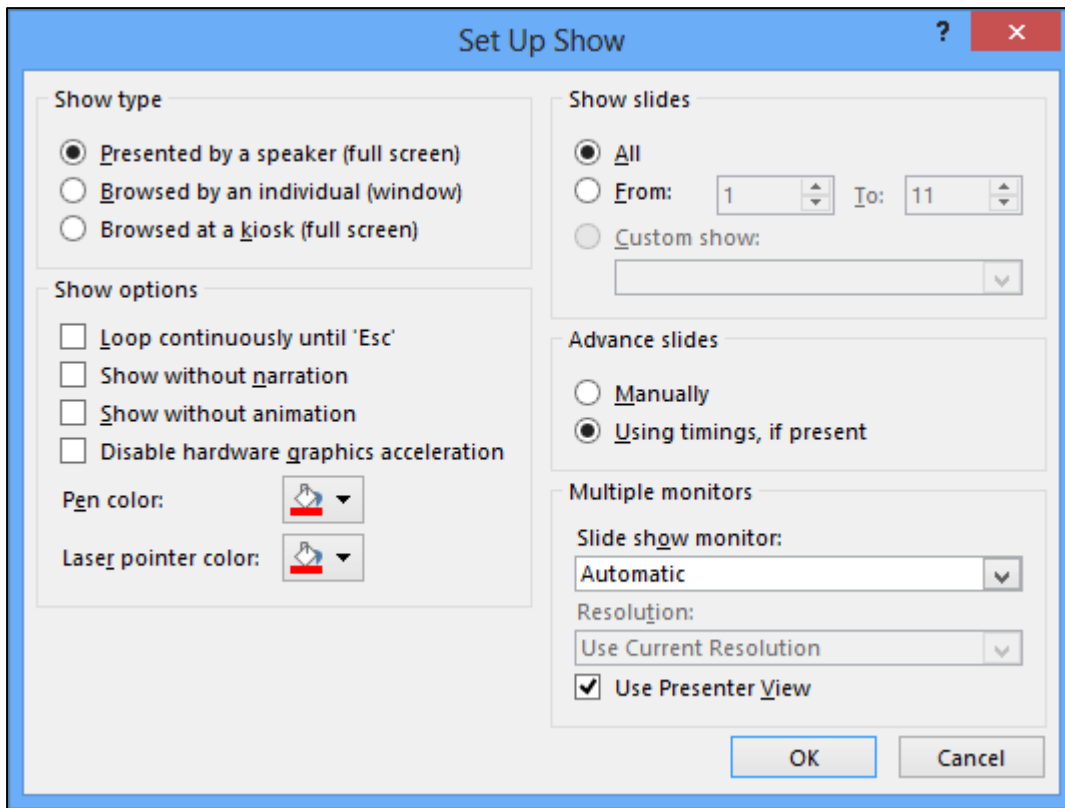 Set Up Show
?
Show type
Presented by a speaker (full screen)
Browsed by an individual (window)
Browsed at a kiosk (full screen)
Show options
Loop continuously until 'Esc'
Show without narration
Show without animation
Disable hardware graphics acceleration
Pen color:
Laser pointer color:
Show slides
All
From: 1 To: 11
Custom show:
Advance slides
Manually
Using timings, if present
Multiple monitors
Slide show monitor:
Automatic
Resolution:
Use Current Resolution
Use Presenter View
OK Cancel